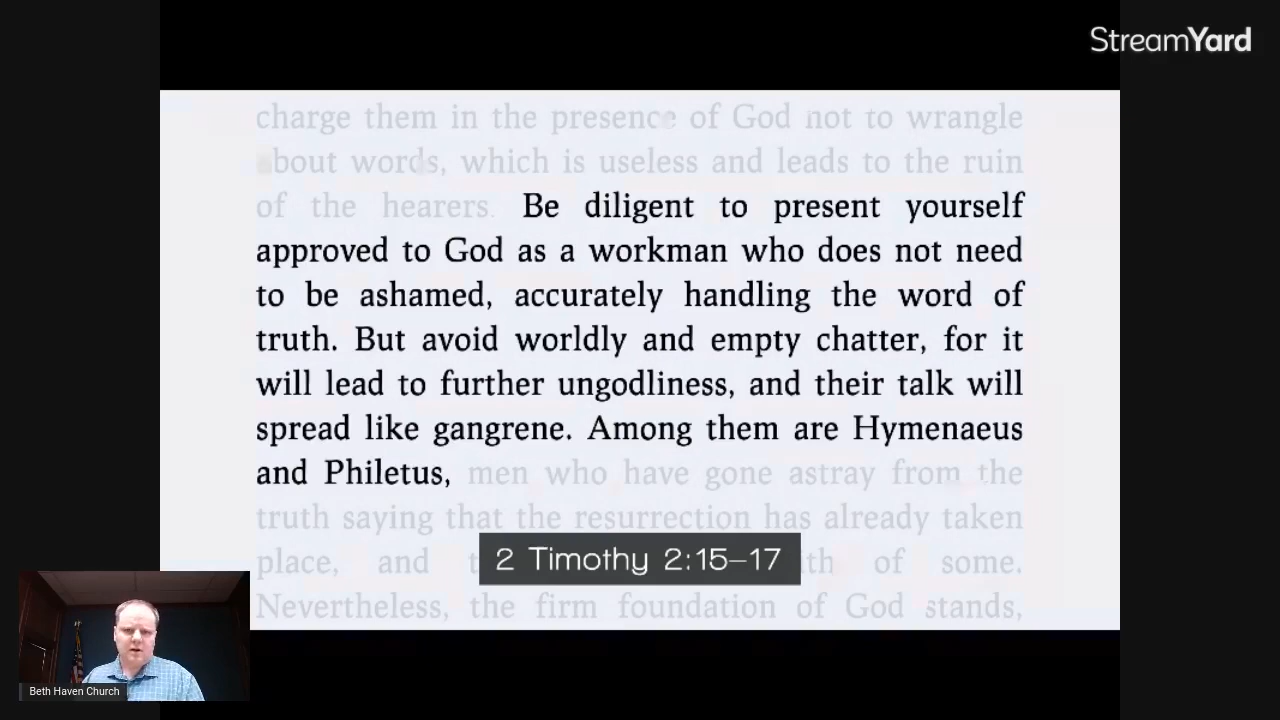 StreamYard
charge them in the presence of God not to wrangle
about words, which is useless and leads to the ruin
of the hearers. Be diligent to present yourself
approved to God as a workman who does not need
to be ashamed, accurately handling the word of
truth. But avoid worldly and empty chatter, for it
will lead to further ungodliness, and their talk will
spread like gangrene. Among them are Hymenaeus
and Philetus, men who have gone astray from the
truth saying that the resurrection has already taken
place, and of some.
2 Timothy 2:15–17
Nevertheless, the firm foundation of God stands,
Beth Haven Church